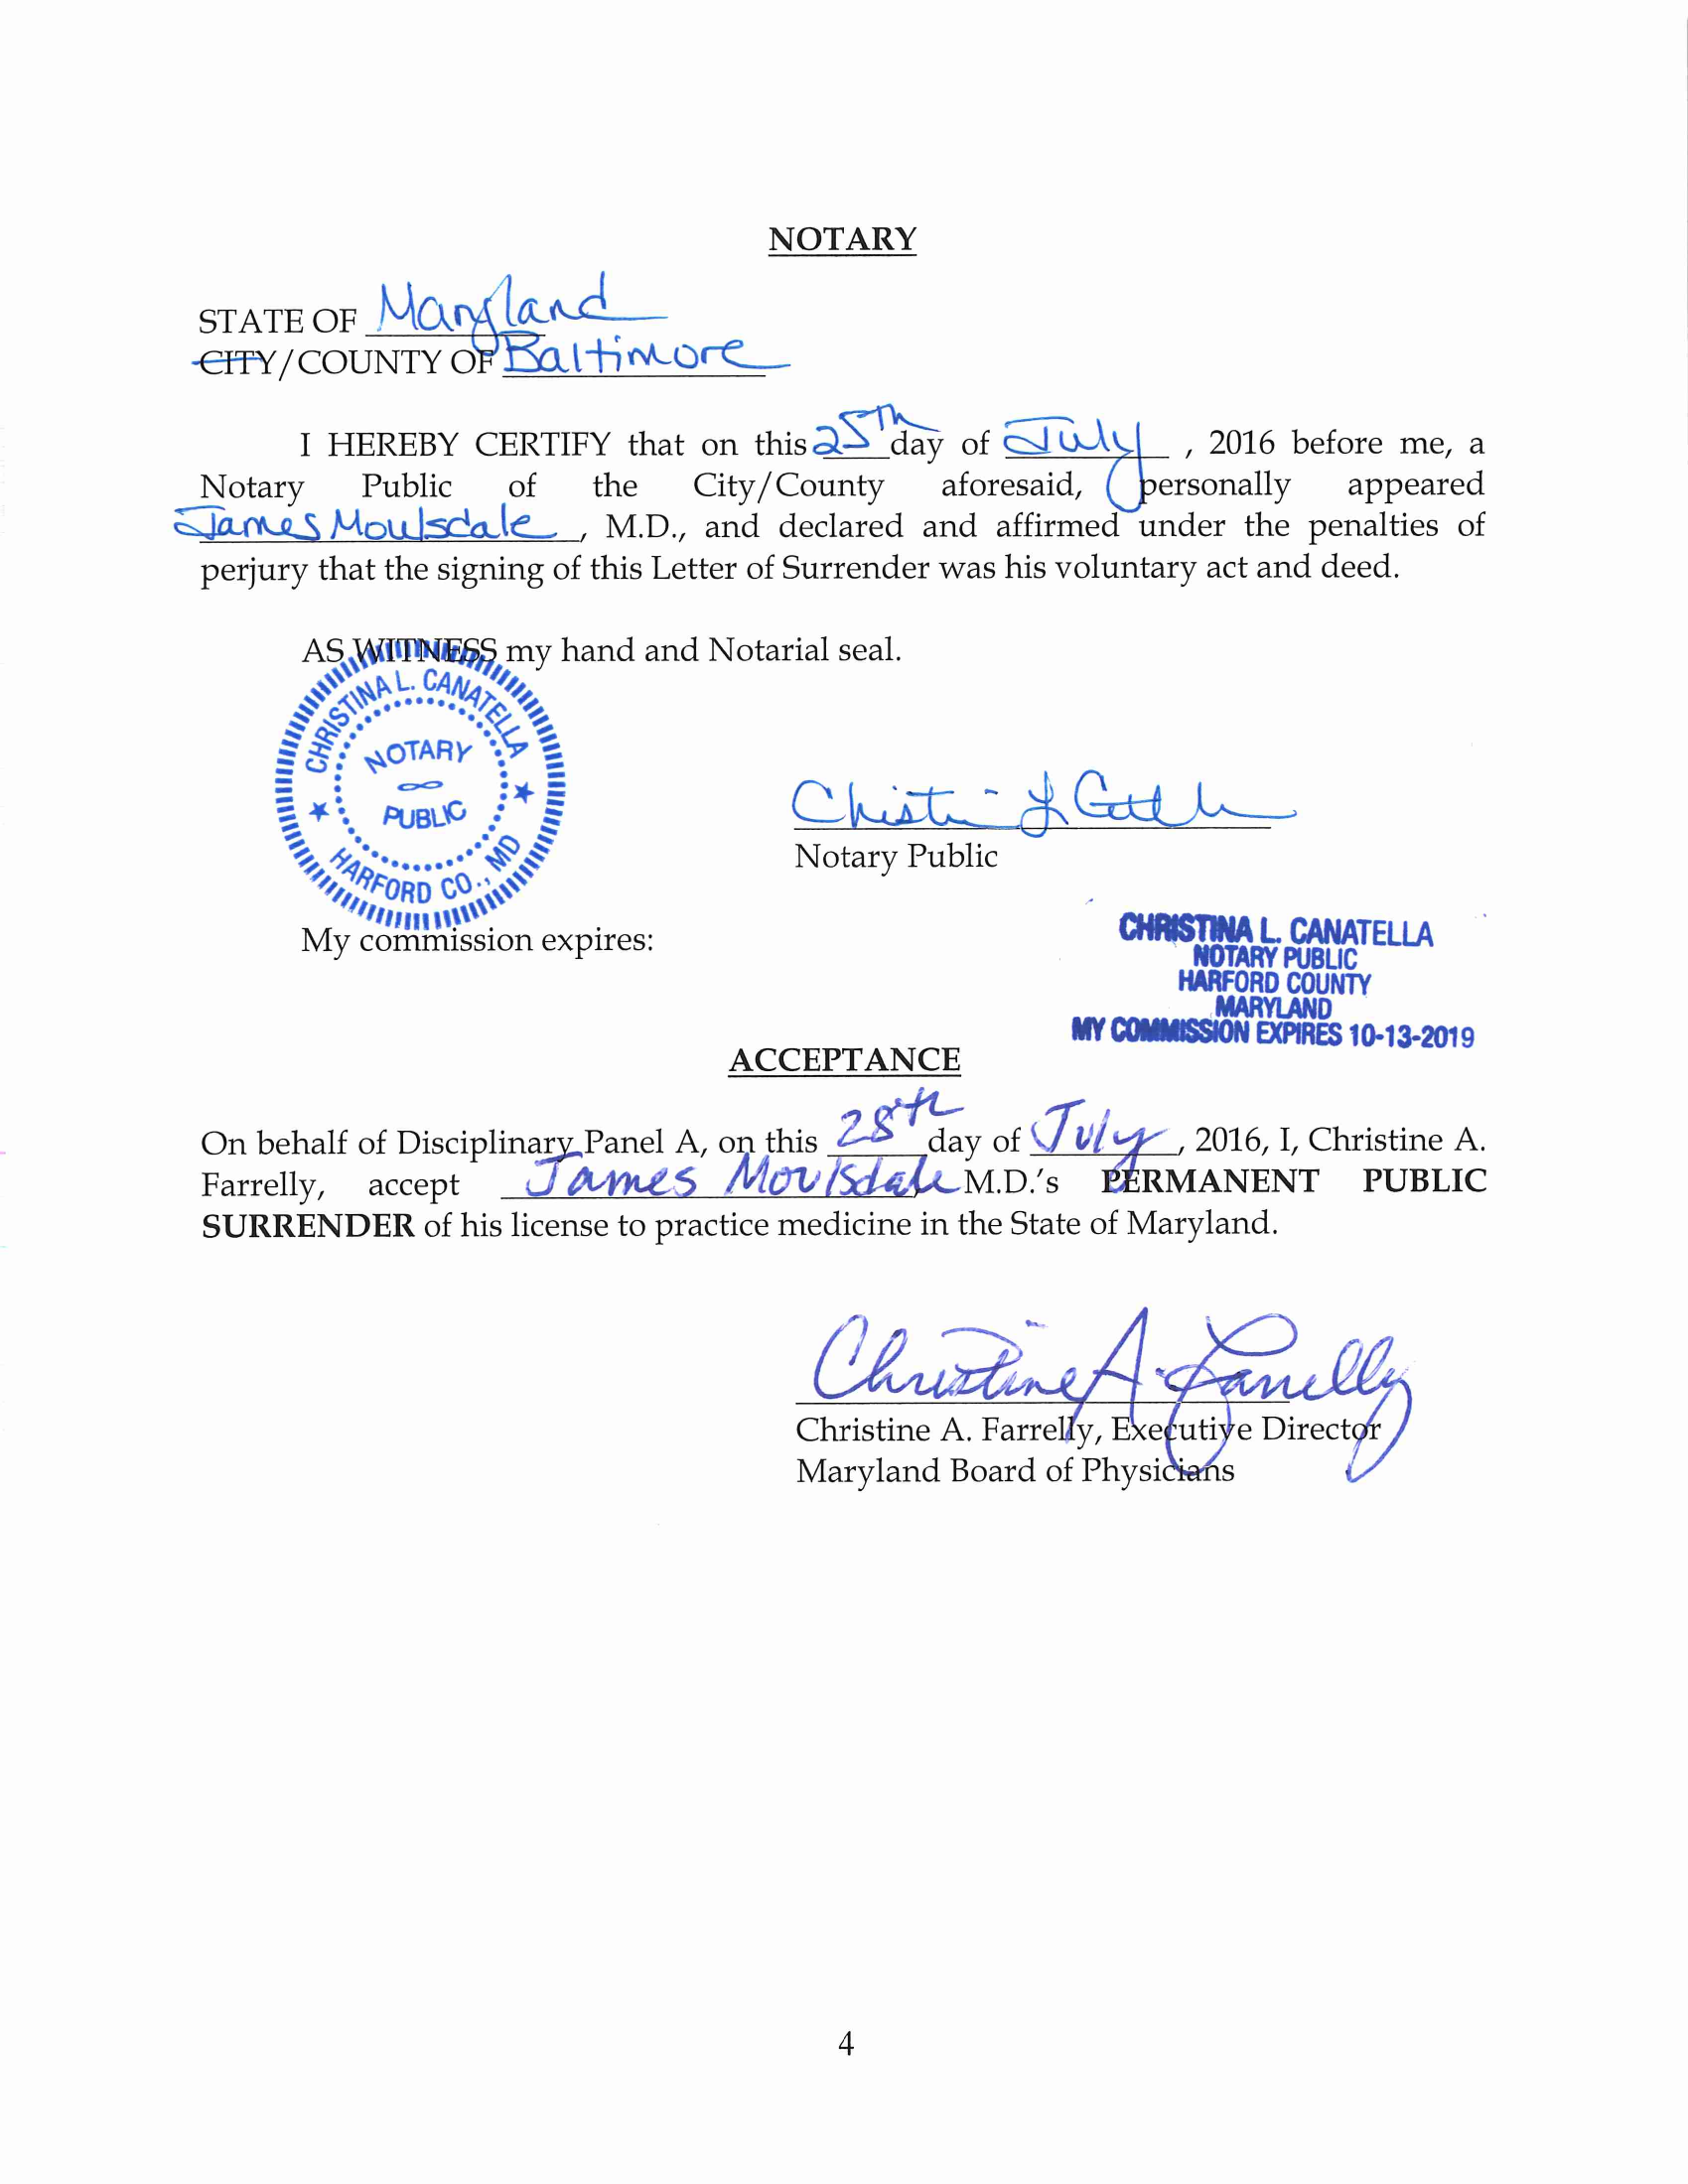 NOTARY
STATE OF Maryland
CITY/COUNTY OF Baltimore
I HEREBY CERTIFY that on this 25th day of July, 2016 before me, a
Notary Public of the City/County aforesaid, personally appeared
James Moulsdale, M.D., and declared and affirmed under the penalties of
perjury that the signing of this Letter of Surrender was his voluntary act and deed.
AS WITNESS my hand and Notarial seal.
CHRISTINA L. CANATELLA
NOTARY
PUBLIC
HARFORD CO., MD
Notary Public
My commission expires:
CHRISTINA L. CANATELLA
NOTARY PUBLIC
HARFORD COUNTY
MARYLAND
MY COMMISSION EXPIRES 10-13-2019
ACCEPTANCE
On behalf of Disciplinary Panel A, on this 28th day of July, 2016, I, Christine A.
Farrelly, accept James Moulsdale, M.D.'s PERMANENT PUBLIC
SURRENDER of his license to practice medicine in the State of Maryland.
Christine A. Farrelly
Christine A. Farrelly, Executive Director
Maryland Board of Physicians
4